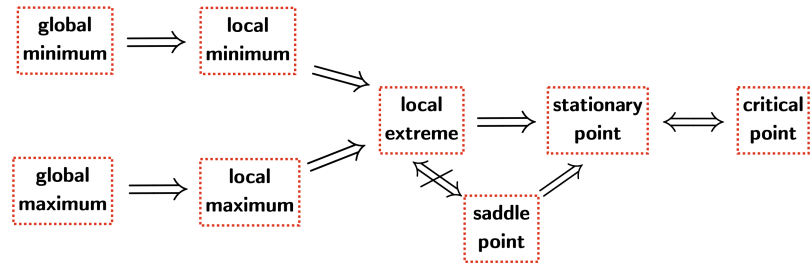 global
minimum
local
minimum
local
extreme
stationary
point
critical
point
global
maximum
local
maximum
saddle
point